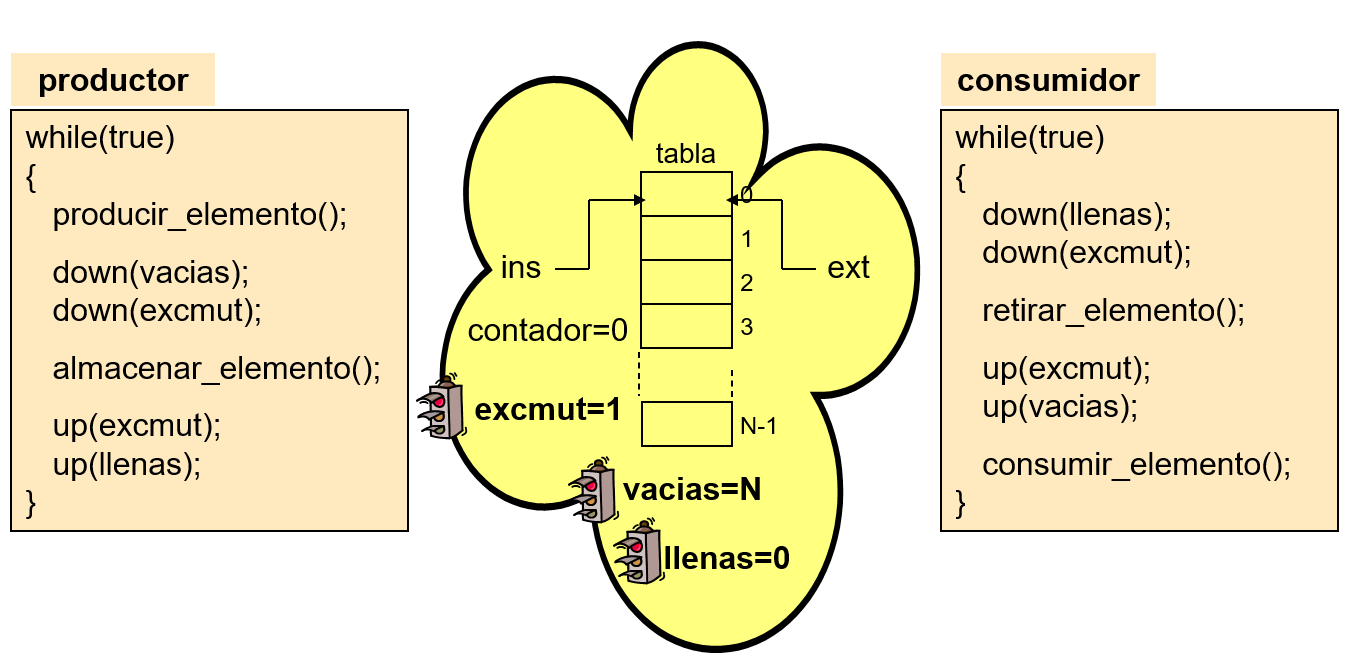 productor
while(true)
{
producir_elemento();
down(vacias);
down(excmut);
almacenar_elemento();
up(excmut);
up(llenas);
}
tabla
0
1
2
3
N-1
ins
ext
contador=0
excmut=1
vacias=N
llenas=0
consumidor
while(true)
{
down(llenas);
down(excmut);
retirar_elemento();
up(excmut);
up(vacias);
consumir_elemento();
}